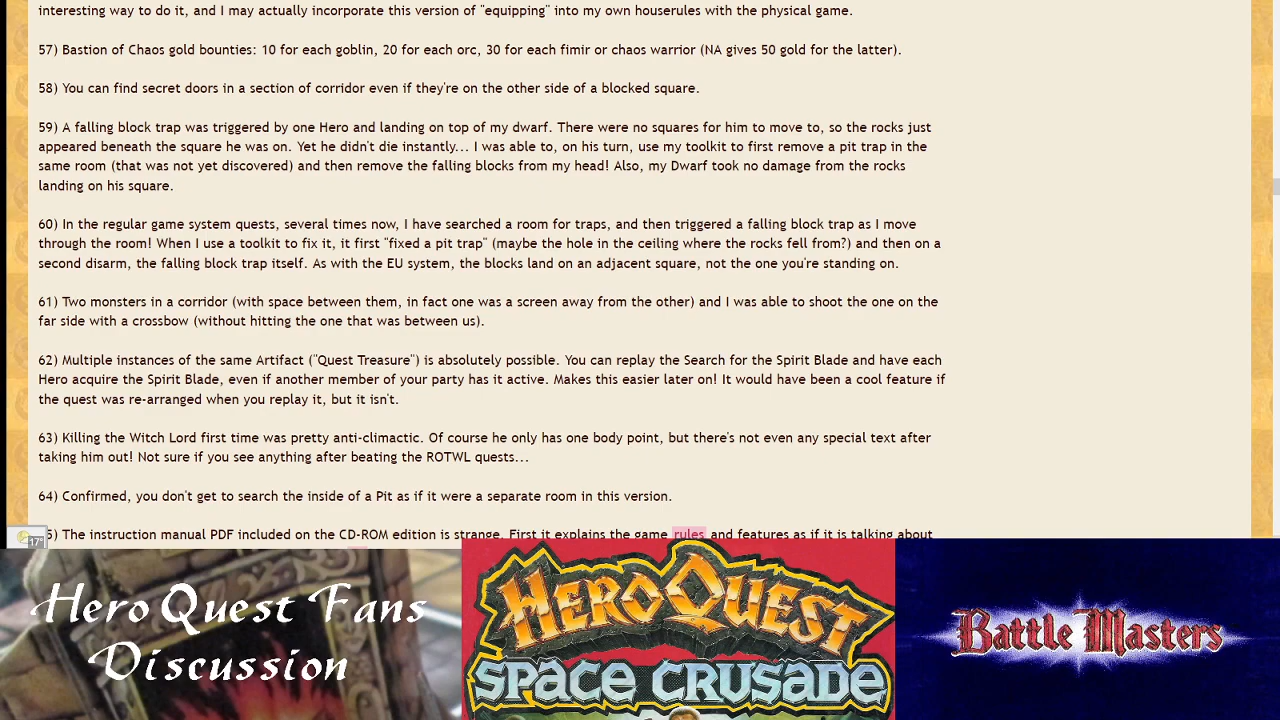 interesting way to do it, and I may actually incorporate this version of "equipping" into my own houserules with the physical game.
57) Bastion of Chaos gold bounties: 10 for each goblin, 20 for each orc, 30 for each fimir or chaos warrior (NA gives 50 gold for the latter).
58) You can find secret doors in a section of corridor even if they're on the other side of a blocked square.
59) A falling block trap was triggered by one Hero and landing on top of my dwarf. There were no squares for him to move to, so the rocks just
appeared beneath the square he was on. Yet he didn't die instantly... I was able to, on his turn, use my toolkit to first remove a pit trap in the
same room (that was not yet discovered) and then remove the falling blocks from my head! Also, my Dwarf took no damage from the rocks
landing on his square.
60) In the regular game system quests, several times now, I have searched a room for traps, and then triggered a falling block trap as I move
through the room! When I use a toolkit to fix it, it first "fixed a pit trap" (maybe the hole in the ceiling where the rocks fell from?) and then on a
second disarm, the falling block trap itself. As with the EU system, the blocks land on an adjacent square, not the one you're standing on.
61) Two monsters in a corridor (with space between them, in fact one was a screen away from the other) and I was able to shoot the one on the
far side with a crossbow (without hitting the one that was between us).
62) Multiple instances of the same Artifact ("Quest Treasure") is absolutely possible. You can replay the Search for the Spirit Blade and have each
Hero acquire the Spirit Blade, even if another member of your party has it active. Makes this easier later on! It would have been a cool feature if
the quest was re-arranged when you replay it, but it isn't.
63) Killing the Witch Lord first time was pretty anti-climactic. Of course he only has one body point, but there's not even any special text after
taking him out! Not sure if you see anything after beating the ROTWL quests...
64) Confirmed, you don't get to search the inside of a Pit as if it were a separate room in this version.
5) The instruction manual PDF included on the CD-ROM edition is strange. First it explains the game rules and features as if it is talking about
17°
HeroQuest Fans
Discussion
HEROQUEST
SPACE CRUSADE
Battle Masters